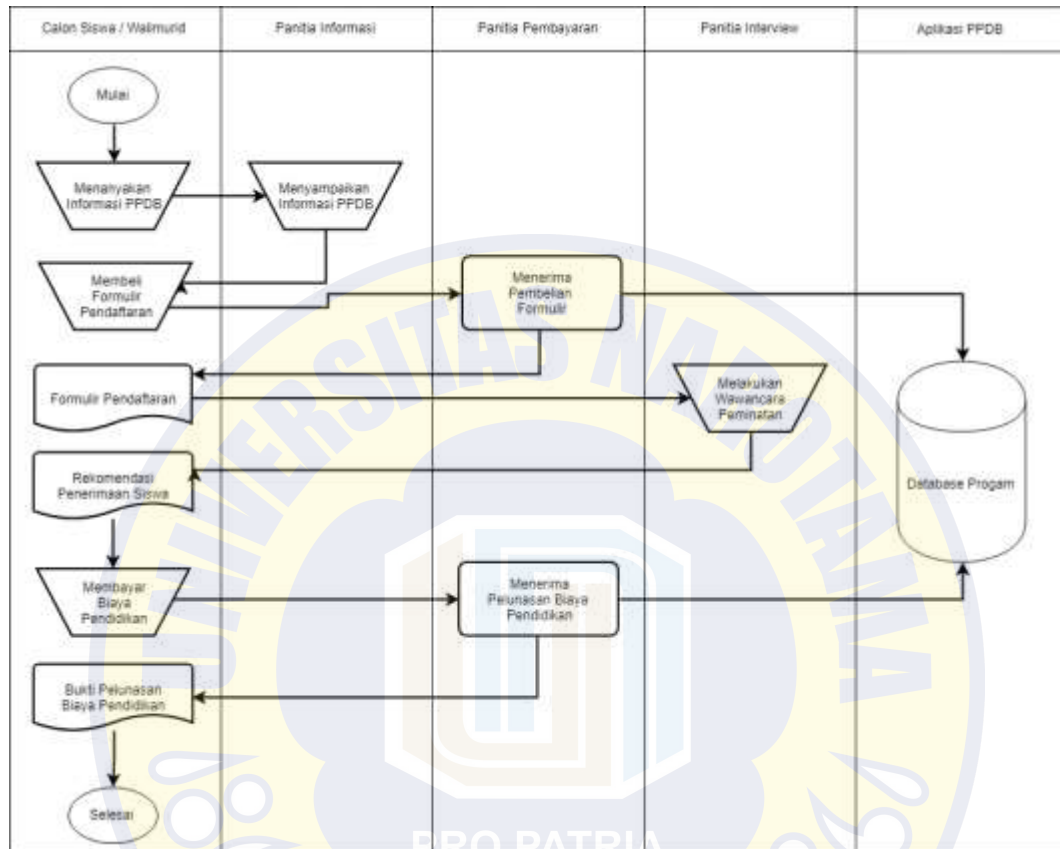 Calon Siswa / Walimurid
Panitia Informasi
Panitia Pembayaran
Panitia Interview
Aplikasi PPDB
Mulai
Menanyakan
Informasi PPDB
Menyampaikan
Informasi PPDB
Membeli
Formulir
Pendaftaran
Menerima
Pembelian
Formulir
Formulir Pendaftaran
Melakukan
Wawancara
Peminatan
Rekomendasi
Penerimaan Siswa
Database Progam
Membayar
Biaya
Pendidikan
Menerima
Pelunasan Biaya
Pendidikan
Bukti Pelunasan
Biaya Pendidikan
Selesai
UNIVERSITAS NAROTAMA
PRO PATRIA